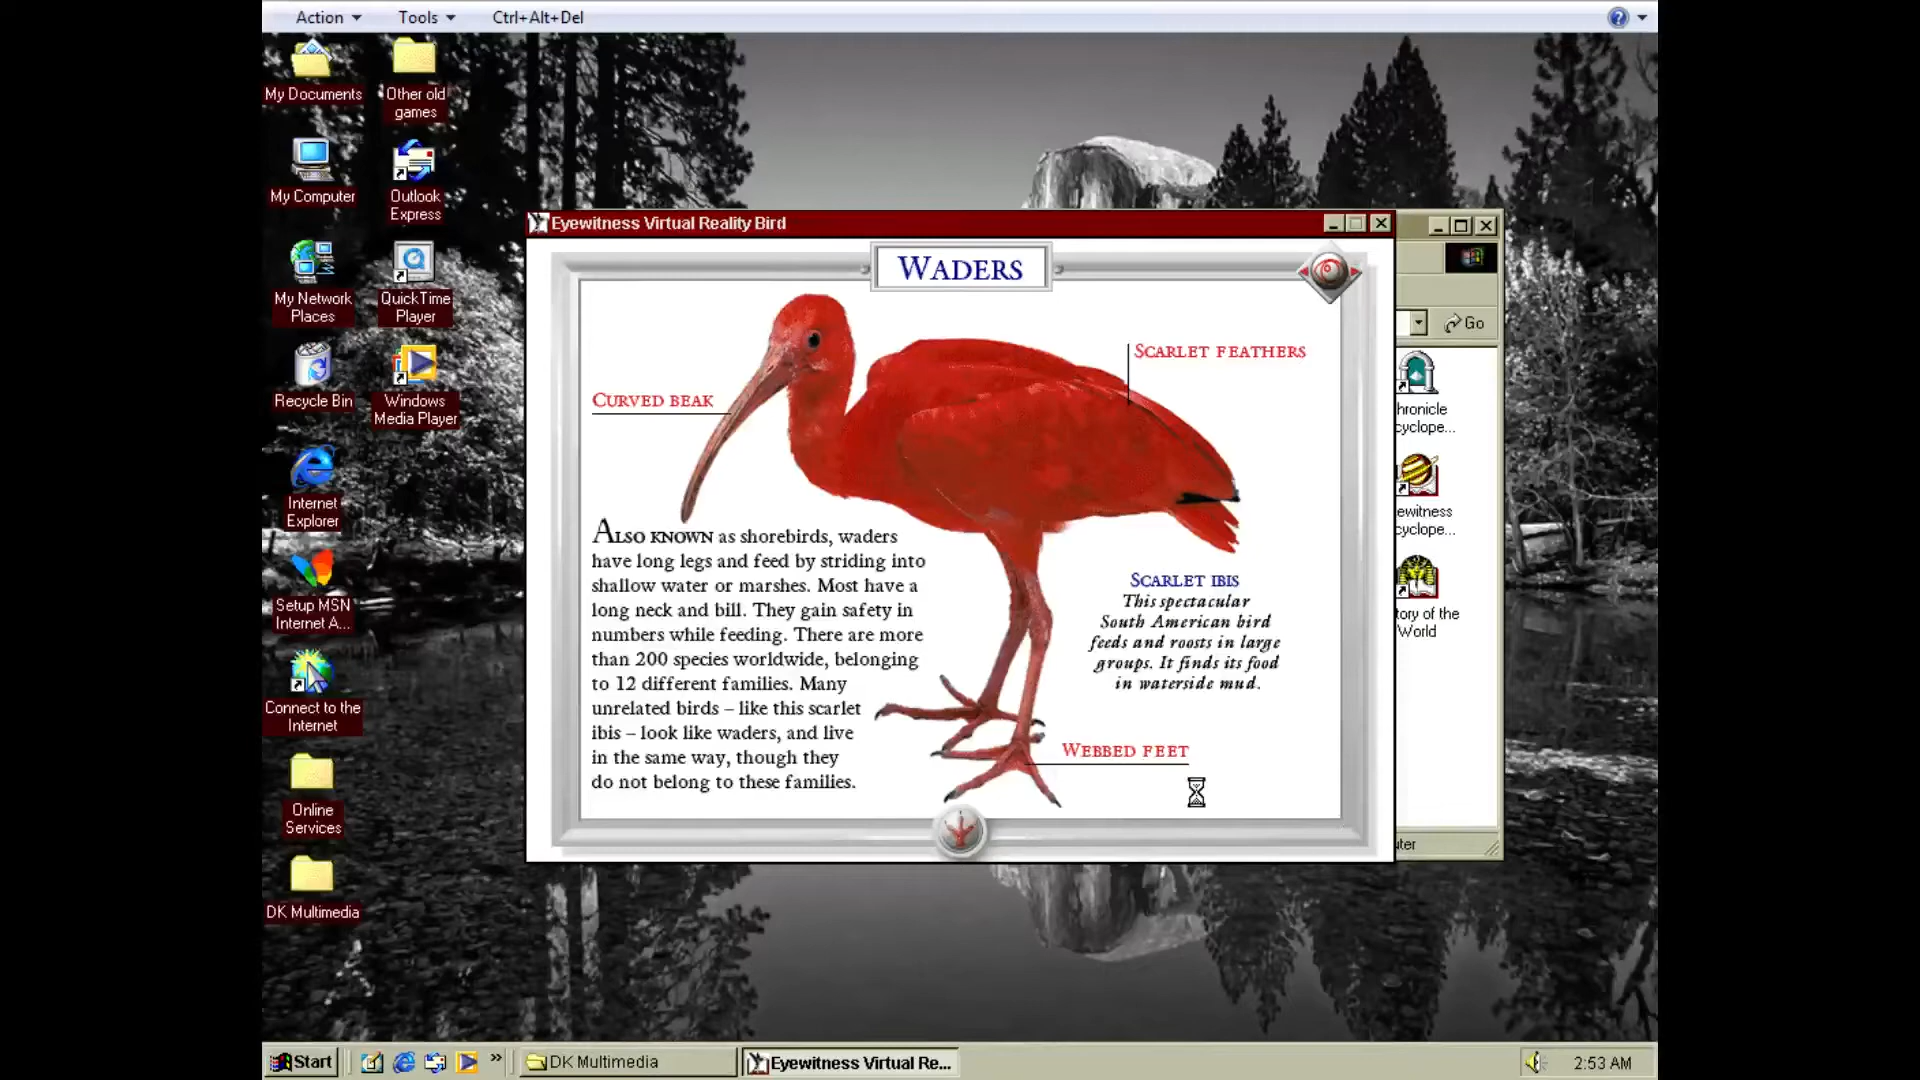 Action
Tools
Ctrl+Alt+Del
My Documents
Other old
games
My Computer
Outlook
Express
My Network
Places
QuickTime
Player
Recycle Bin
Windows
Media Player
Internet
Explorer
Setup MSN
Internet A...
Connect to the
Internet
Online
Services
DK Multimedia
Eyewitness Virtual Reality Bird
WADERS
SCARLET FEATHERS
CURVED BEAK
ALSO KNOWN as shorebirds, waders
have long legs and feed by striding into
shallow water or marshes. Most have a
long neck and bill. They gain safety in
numbers while feeding. There are more
than 200 species worldwide, belonging
to 12 different families. Many
unrelated birds – like this scarlet
ibis – look like waders, and live
in the same way, though they
do not belong to these families.
SCARLET IBIS
This spectacular
South American bird
feeds and roosts in large
groups. It finds its food
in waterside mud.
WEBBED FEET
Go
hronicle
cyclope...
ewitness
cyclope...
tory of the
World
uter
Start
DK Multimedia
Eyewitness Virtual Re...
2:53 AM